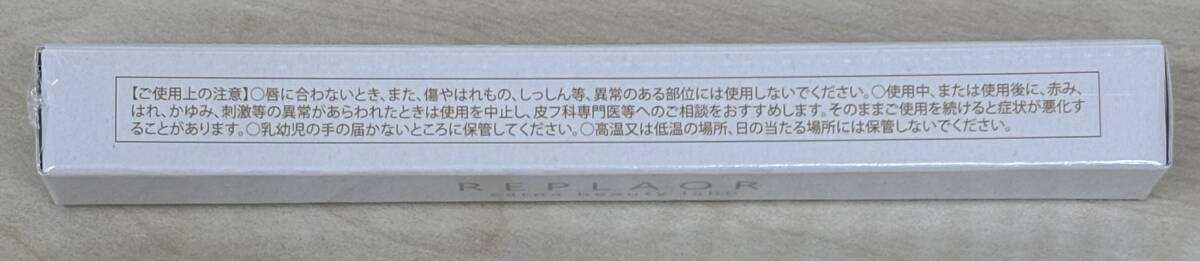 【ご使用上の注意】○唇に合わないとき、また、傷やはれもの、しっしん等、異常のある部位には使用しないでください。○使用中、または使用後に、赤み、
はれ、かゆみ、刺激等の異常があらわれたときは使用を中止し、皮フ科専門医等へのご相談をおすすめします。そのままご使用を続けると症状が悪化す
ることがあります。○乳幼児の手の届かないところに保管してください。○高温又は低温の場所、日の当たる場所には保管しないでください。
REPLAOR
carna beauty labo